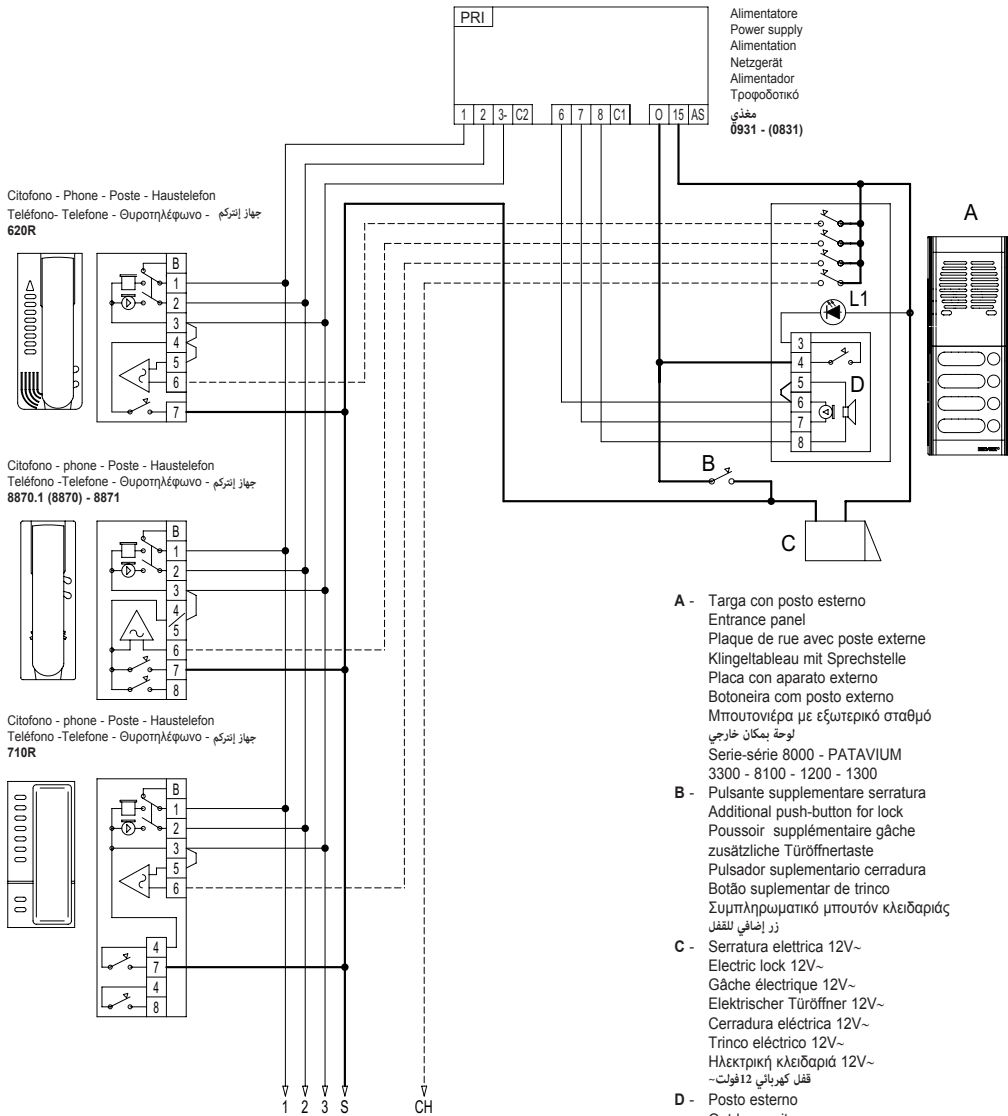 PRI
1 2 3- C2 6 7 8 C1 O 15 AS
Alimentatore
Power supply
Alimentation
Netzgerät
Alimentador
Τροφοδοτικό
مغذي
0931 - (0831)
Citofono - Phone - Poste - Haustelefon
Teléfono- Telefone - Θυροτηλέφωνο - جهاز إنتركم
620R
B
1
2
3
4
5
6
7
A
L1
3
4
5
6
7
8
D
B
C
Citofono - phone - Poste - Haustelefon
Teléfono -Telefone - Θυροτηλέφωνο - جهاز إنتركم
8870.1 (8870) - 8871
B
1
2
3
4
5
6
7
8
Citofono - phone - Poste - Haustelefon
Teléfono -Telefone - Θυροτηλέφωνο - جهاز إنتركم
710R
B
1
2
3
5
6
4
7
4
8
1 2 3 S CH
A - Targa con posto esterno
Entrance panel
Plaque de rue avec poste externe
Klingeltableau mit Sprechstelle
Placa con aparato externo
Botoneira com posto externo
Μπουτονιέρα με εξωτερικό σταθμό
لوحة بمكان خارجي
Serie-série 8000 - PATAVIUM
3300 - 8100 - 1200 - 1300
B - Pulsante supplementare serratura
Additional push-button for lock
Poussoir supplémentaire gâche
zusätzliche Türöffnertaste
Pulsador suplementario cerradura
Botão suplementar de trinco
Συμπληρωματικό μπουτόν κλειδαριάς
زر إضافي للقفل
C - Serratura elettrica 12V~
Electric lock 12V~
Gâche électrique 12V~
Elektrischer Türöffner 12V~
Cerradura eléctrica 12V~
Trinco eléctrico 12V~
Ηλεκτρική κλειδαριά 12V~
قفل كهربائي 12فولت~
D - Posto esterno